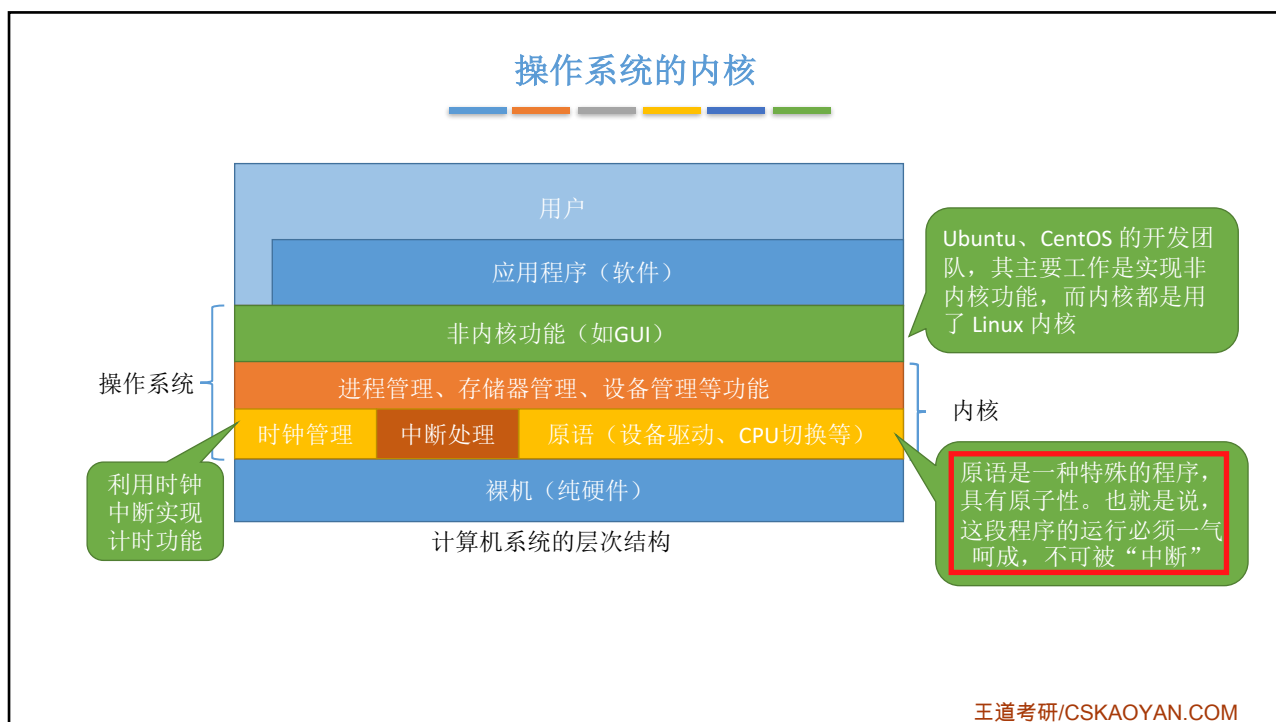 操作系统的内核
用户
应用程序（软件）
Ubuntu、CentOS 的开发团
队，其主要工作是实现非
内核功能，而内核都是用
了 Linux 内核
非内核功能（如GUI）
操作系统
进程管理、存储器管理、设备管理等功能
内核
时钟管理
中断处理
原语（设备驱动、CPU切换等）
利用时钟
中断实现
计时功能
裸机（纯硬件）
原语是一种特殊的程序，
具有原子性。也就是说，
这段程序的运行必须一气
呵成，不可被“中断”
计算机系统的层次结构
王道考研/CSKAOYAN.COM